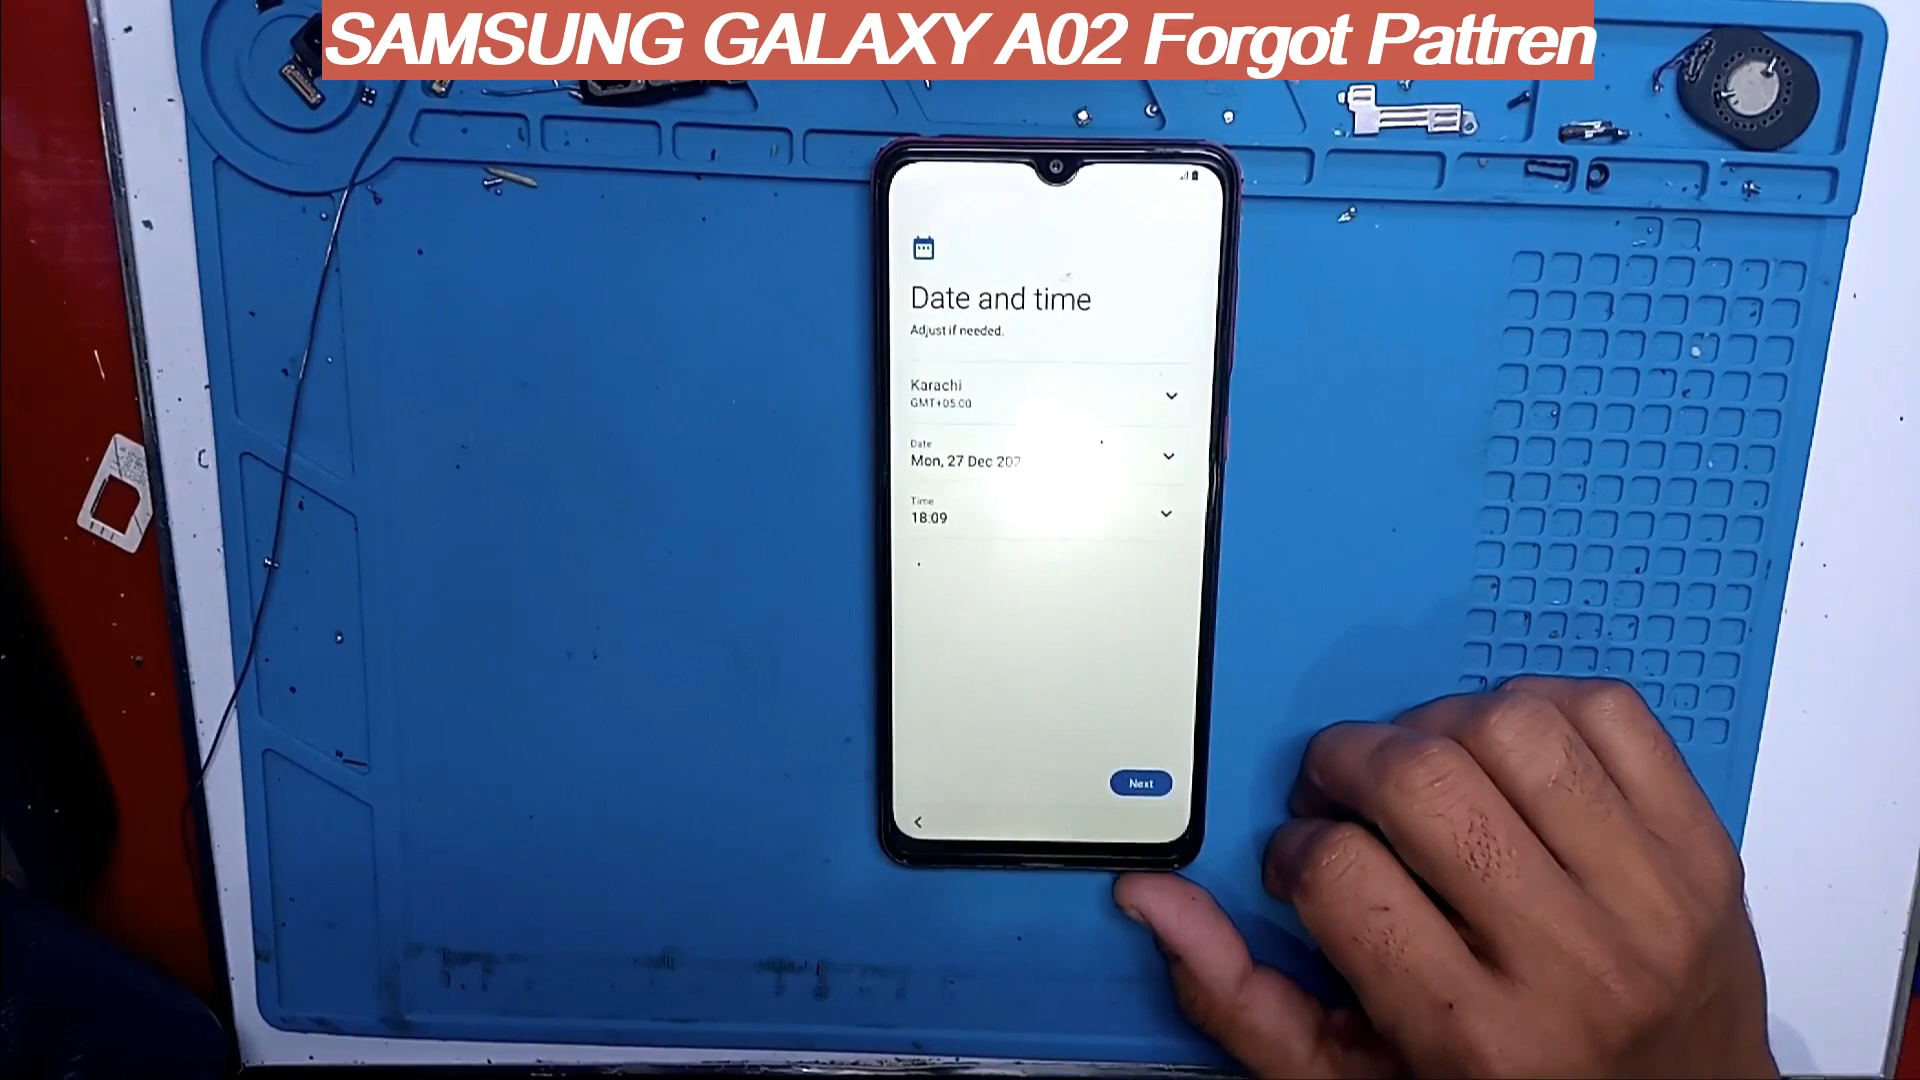 SAMSUNG GALAXY A02 Forgot Pattren
Date and time
Adjust if needed.
Karachi
GMT+05:00
Date
Mon, 27 Dec 202
Time
18:09
Next